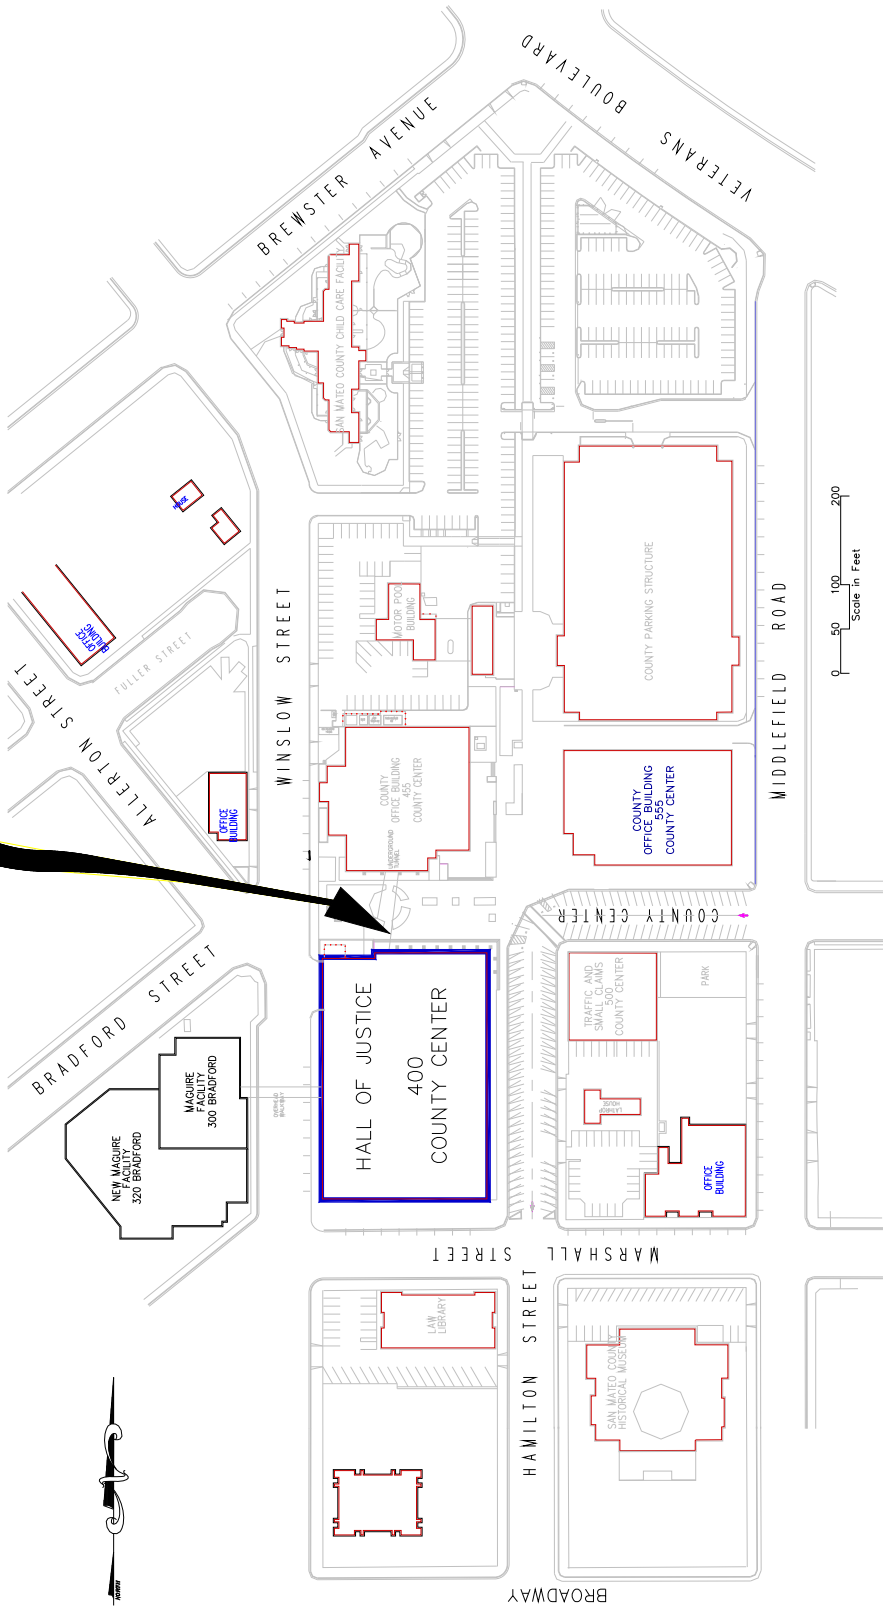 BOULEVARD
VETERANS
BREWSTER AVENUE
SAN MATEO COUNTY CHILD CARE FACILITY
HOUSE
OFFICE
BUILDING
FULLER STREET
ALLERTON STREET
WINSLOW STREET
MOTOR POOL
BUILDING
COUNTY PARKING STRUCTURE
MIDDLEFIELD ROAD
0 50 100 200
Scale in Feet
OFFICE
BUILDING
COUNTY
OFFICE BUILDING
455
COUNTY CENTER
UNDERGROUND
TUNNEL
COUNTY
OFFICE BUILDING
555
COUNTY CENTER
COUNTY CENTER
BRADFORD STREET
HALL OF JUSTICE
400
COUNTY CENTER
TRAFFIC AND
SMALL CLAIMS
500
COUNTY CENTER
PARK
MAGUIRE
FACILITY
300 BRADFORD
NEW MAGUIRE
FACILITY
320 BRADFORD
OVERHEAD
WALKWAY
LATHROP
HOUSE
OFFICE
BUILDING
MARSHALL STREET
HAMILTON STREET
LAW
LIBRARY
SAN MATEO COUNTY
HISTORICAL MUSEUM
BROADWAY